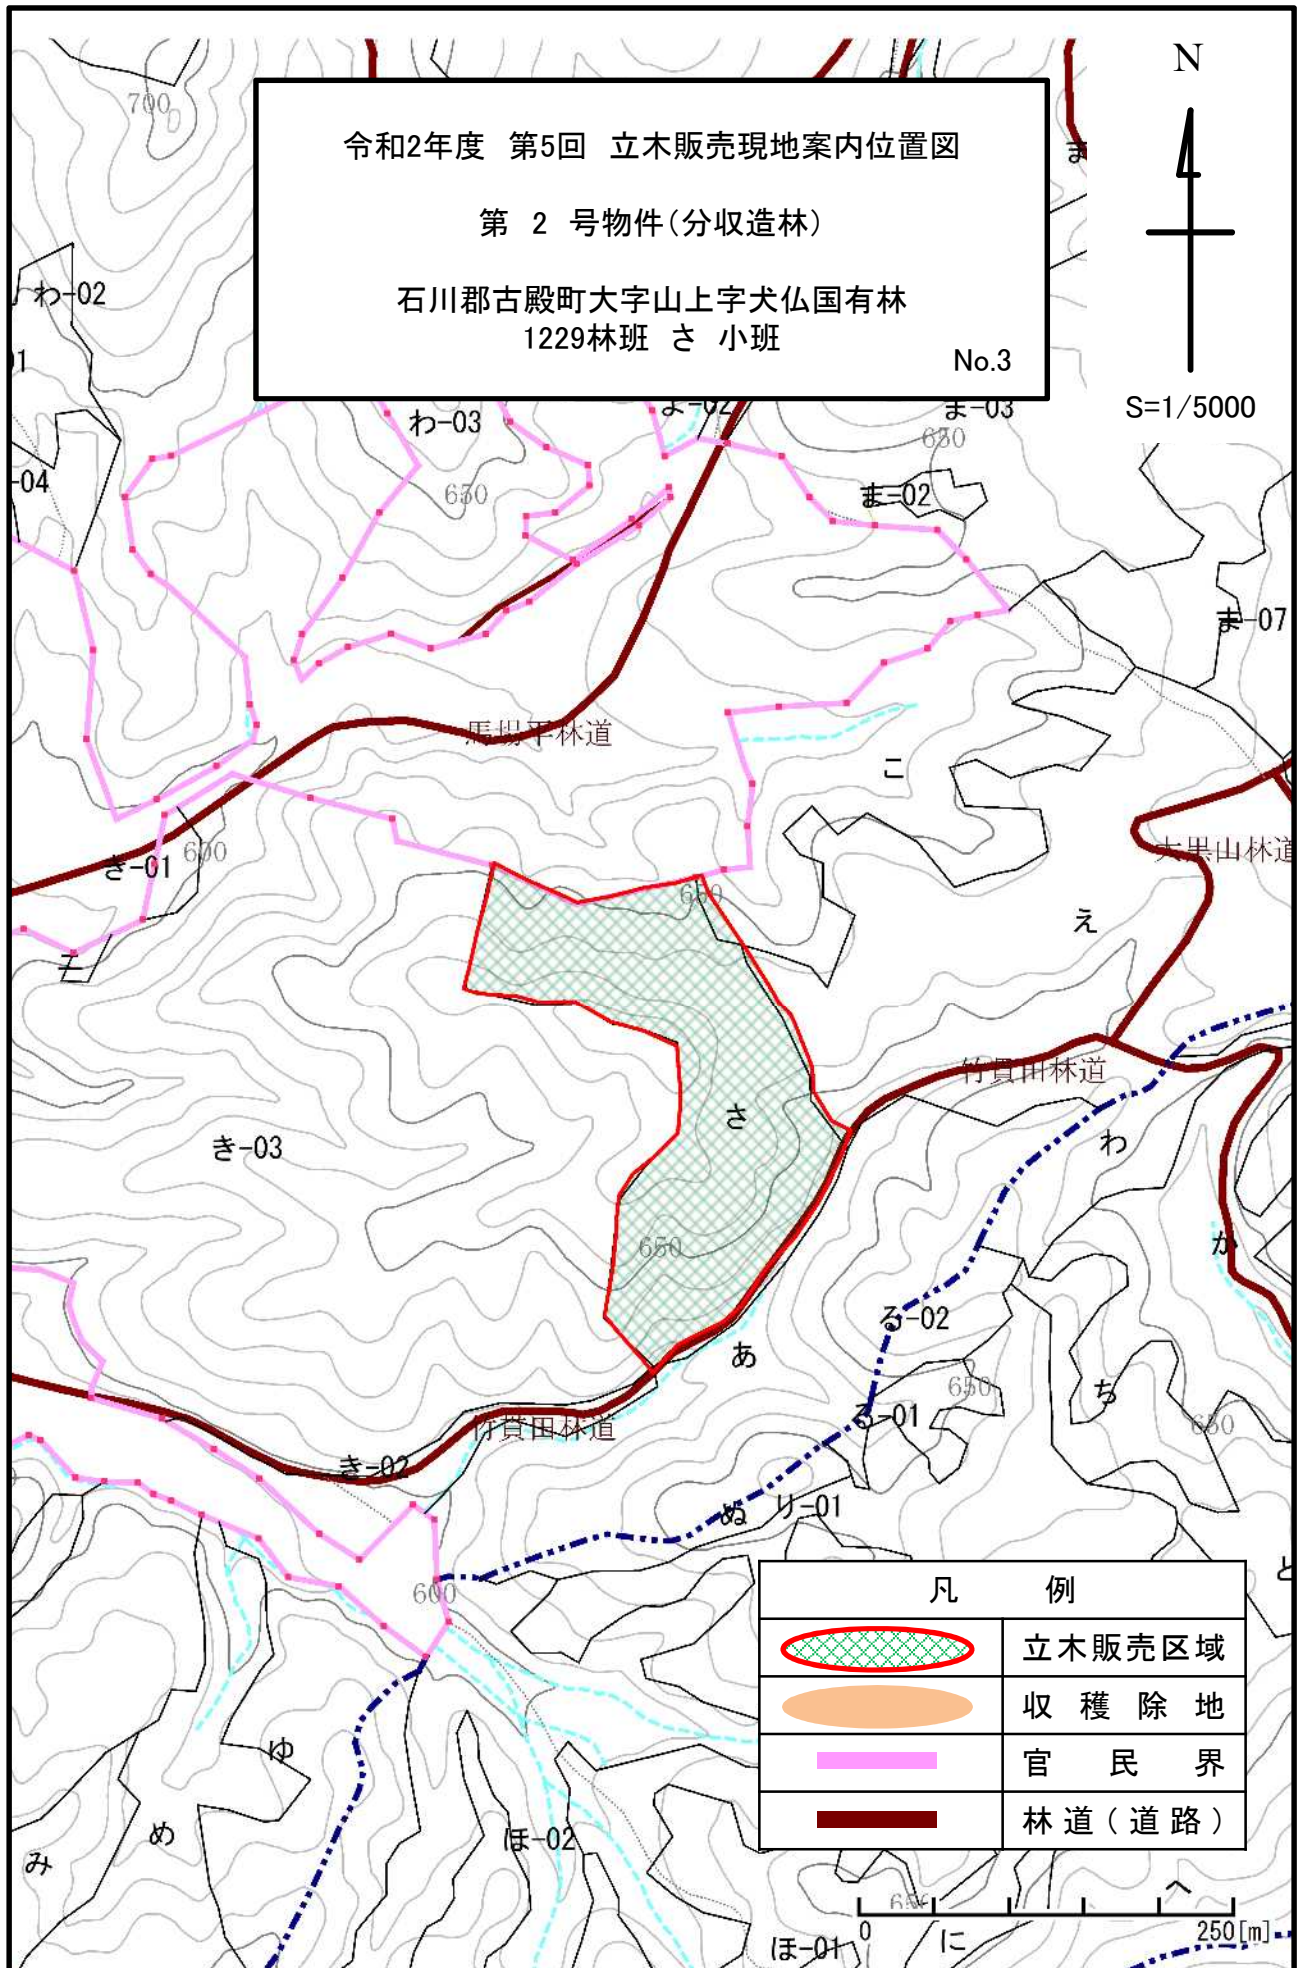 N
700
令和2年度 第5回 立木販売現地案内位置図
第 2 号物件(分収造林)
石川郡古殿町大字山上字犬仏国有林
1229林班 さ 小班
No.3
S=1/5000
わ-02
-04
わ-03
よ-02
ま-03
650
650
ま-02
ま-07
馬場平林道
こ
き-01
600
大黒山林道
650
え
ニ
竹貫田林道
さ
わ
き-03
か
650
る-02
あ
650
ち
650
る-01
竹貫田林道
き-02
ぬ
り-01
と
600
凡 例
立木販売区域
収穫除地
官民界
林道(道路)
ゆ
め
み
ほ-02
へ
ほ-01
に
0
250[m]